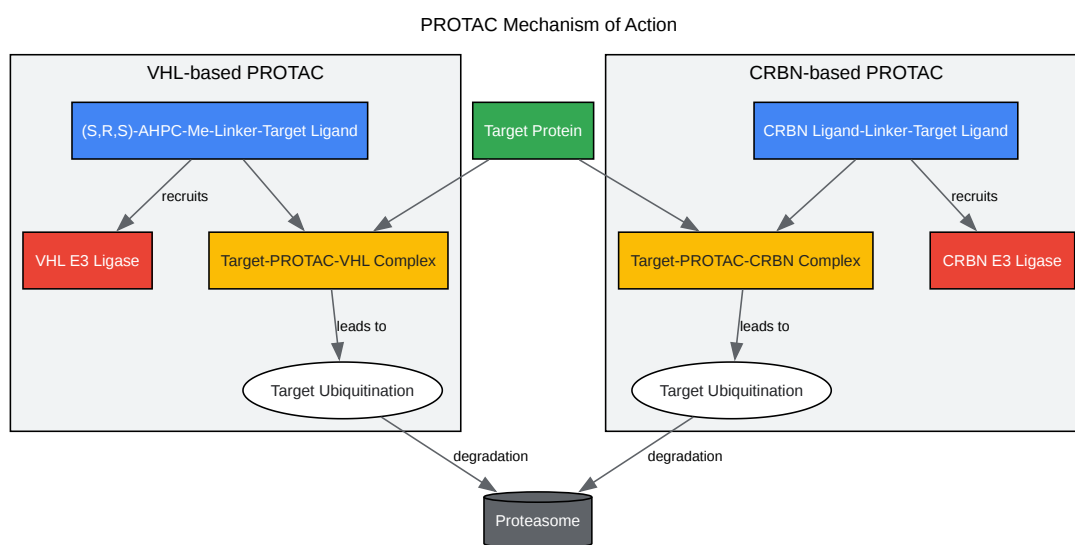 PROTAC Mechanism of Action
VHL-based PROTAC
CRBN-based PROTAC
(S,R,S)-AHPC-Me-Linker-Target Ligand
Target Protein
CRBN Ligand-Linker-Target Ligand
recruits
recruits
VHL E3 Ligase
Target-PROTAC-VHL Complex
Target-PROTAC-CRBN Complex
CRBN E3 Ligase
leads to
leads to
Target Ubiquitination
Target Ubiquitination
degradation
degradation
Proteasome